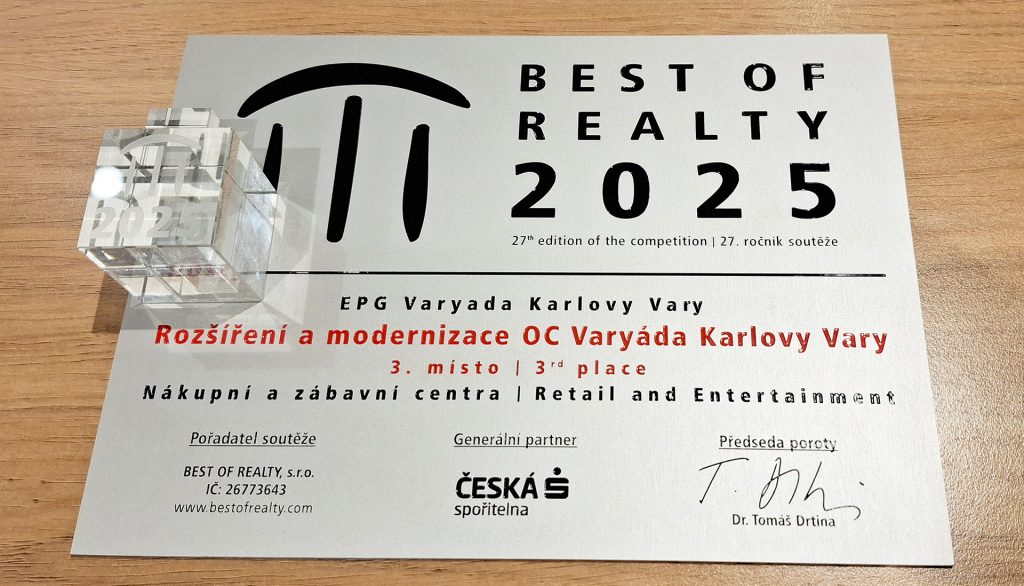 BEST OF
REALTY
2025
27th edition of the competition | 27. ročník soutěže
2025
EPG Varyada Karlovy Vary
Rozšíření a modernizace OC Varyáda Karlovy Vary
3. místo | 3rd place
Nákupní a zábavní centra | Retail and Entertainment
Pořadatel soutěže
BEST OF REALTY, s.r.o.
IČ: 26773643
www.bestofrealty.com
Generální partner
ČESKÁ
spořitelna
Předseda poroty
Dr. Tomáš Drtina